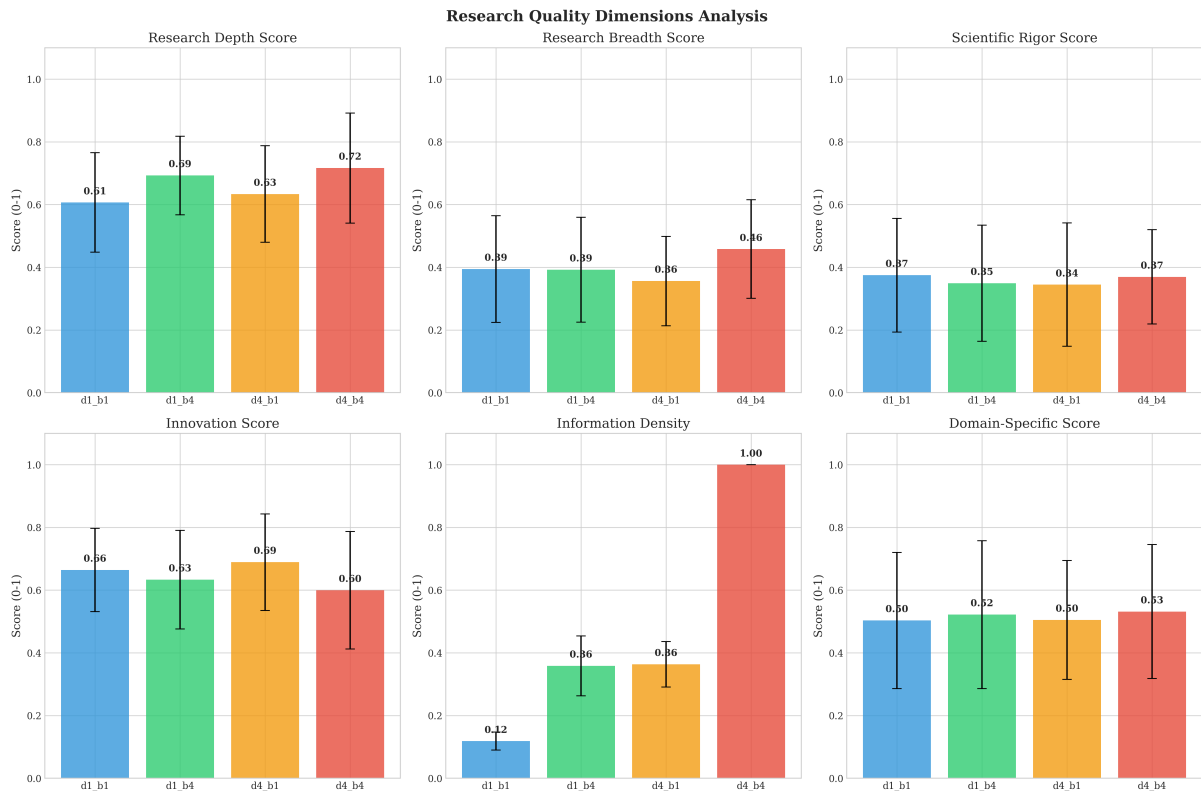 Research Quality Dimensions Analysis
Research Depth Score
Score (0-1)
1.0
0.8
0.6
0.4
0.2
0.0
0.61
0.69
0.63
0.72
d1_b1
d1_b4
d4_b1
d4_b4
Research Breadth Score
Score (0-1)
1.0
0.8
0.6
0.4
0.2
0.0
0.39
0.39
0.36
0.46
d1_b1
d1_b4
d4_b1
d4_b4
Scientific Rigor Score
Score (0-1)
1.0
0.8
0.6
0.4
0.2
0.0
0.37
0.35
0.34
0.37
d1_b1
d1_b4
d4_b1
d4_b4
Innovation Score
Score (0-1)
1.0
0.8
0.6
0.4
0.2
0.0
0.66
0.63
0.69
0.60
d1_b1
d1_b4
d4_b1
d4_b4
Information Density
Score (0-1)
1.0
0.8
0.6
0.4
0.2
0.0
0.12
0.36
0.36
1.00
d1_b1
d1_b4
d4_b1
d4_b4
Domain-Specific Score
Score (0-1)
1.0
0.8
0.6
0.4
0.2
0.0
0.50
0.52
0.50
0.53
d1_b1
d1_b4
d4_b1
d4_b4